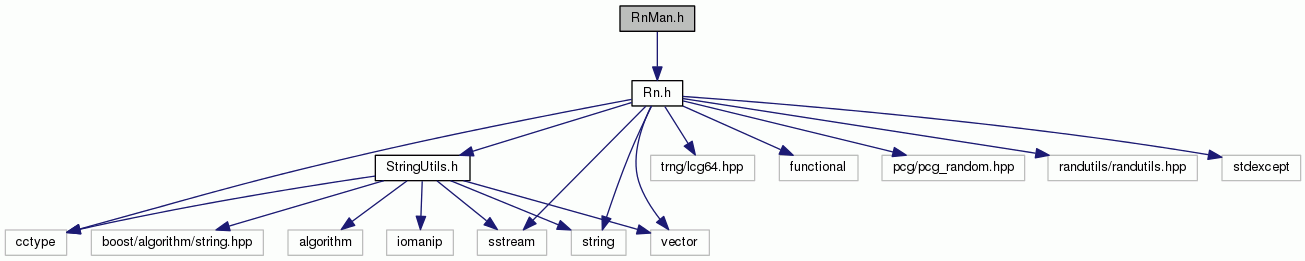 RnMan.h
Rn.h
StringUtils.h
trng/lcg64.hpp
functional
pcg/pcg_random.hpp
randutils/randutils.hpp
stdexcept
cctype
boost/algorithm/string.hpp
algorithm
iomanip
sstream
string
vector